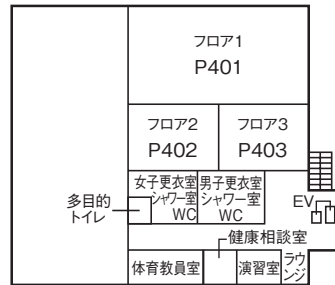 フロア1
P401
フロア2
P402
フロア3
P403
女子更衣室
シャワー室
WC
男子更衣室
シャワー室
WC
多目的
トイレ
EV
健康相談室
体育教員室
演習室
ラウ
ンジ